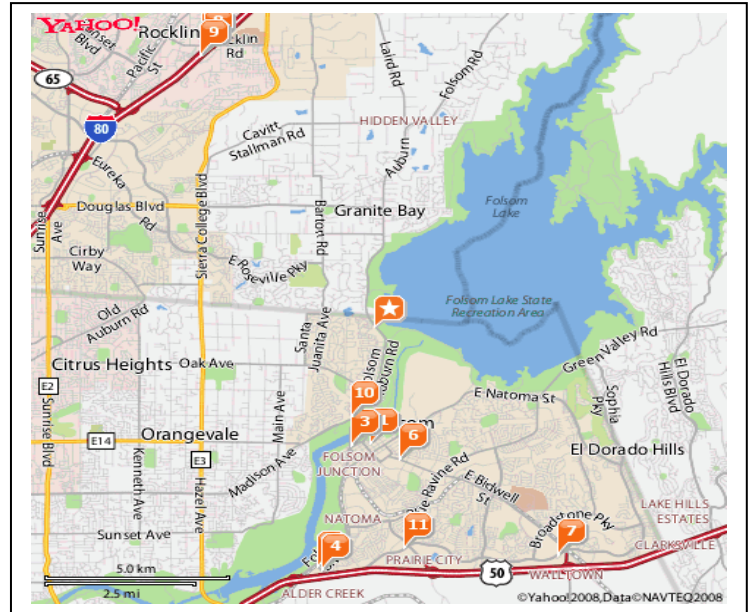 YAHOO!
Rocklin
Sunset
Blvd
Pacific
St
9
Rd
65
80
Laird Rd
Folsom Rd
HIDDEN VALLEY
Cavitt
Stallman Rd
Auburn
Eureka
Rd
Sierra College Blvd
Barton Rd
Folsom
Lake
Douglas Blvd
Granite Bay
Sunrise
Ave
Cirby
Way
E Roseville Pky
Folsom Lake State
Recreation Area
Old
Auburn Rd
Santa
Juanita Ave
Folsom
Auburn Rd
Green Valley Rd
Citrus Heights
Oak Ave
El Dorado
Hills Blvd
E2
10
E Natoma St
Sophia
Pky
Main Ave
3
6
Orangevale
E14
FOLSOM
JUNCTION
El Dorado Hills
Sunrise Blvd
Kenneth Ave
E3
Hazel Ave
Madison Ave
Ravine Rd
E Bidwell
St
LAKE HILLS
ESTATES
NATOMA
11
Broadstone Pky
7
Sunset Ave
4
PRAIRIE CITY
CLARKSVILLE
5.0 km
50
WALLTOWN
2.5 mi
ALDER CREEK
©Yahoo!2008,Data©NAVTEQ2008